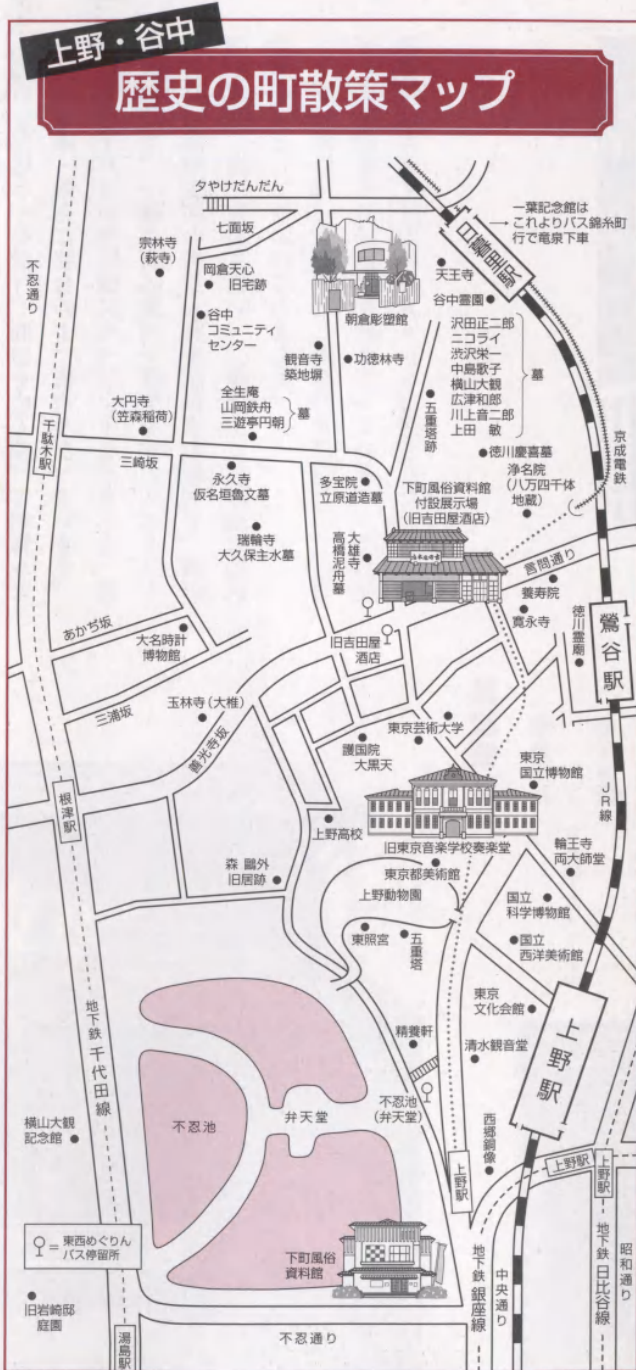 上野・谷中
歴史の町散策マップ
夕やけだんだん
七面坂
一葉記念館は
これよりバス錦糸町
行で竜泉下車
日暮里駅
宗林寺
(萩寺)
岡倉天心
旧宅跡
不忍通り
谷中
コミュニティ
センター
朝倉彫塑館
天王寺
谷中霊園
沢田正二郎
ニコライ
渋沢栄一
中島歌子
横山大観
広津和郎
川上音二郎
上田 敏
墓
観音寺
築地塀
功徳林寺
大円寺
(笠森稲荷)
全生庵
山岡鉄舟
三遊亭円朝
墓
五重塔跡
千駄木駅
三崎坂
徳川慶喜墓
京成電鉄
永久寺
仮名垣魯文墓
多宝院
立原道造墓
下町風俗資料館
付設展示場
(旧吉田屋酒店)
浄名院
(八万四千体
地蔵)
瑞輪寺
大久保主水墓
大雄寺
高橋泥舟墓
言問通り
養寿院
寛永寺
徳川霊廟
鶯谷駅
あかぢ坂
大名時計
博物館
旧吉田屋
酒店
三浦坂
玉林寺(大椎)
善光寺坂
東京芸術大学
護国院
大黒天
東京
国立博物館
根津駅
JR線
上野高校
旧東京音楽学校奏楽堂
輪王寺
両大師堂
森 鷗外
旧居跡
東京都美術館
上野動物園
国立
科学博物館
東照宮
五重塔
国立
西洋美術館
東京
文化会館
地下鉄 千代田線
精養軒
清水観音堂
上野駅
横山大観
記念館
不忍池
弁天堂
不忍池
(弁天堂)
西郷銅像
上野駅
上野駅
上野駅
=東西めぐりん
バス停留所
下町風俗
資料館
旧岩崎邸
庭園
湯島駅
不忍通り
地下鉄 銀座線
中央通り
地下鉄 日比谷線
昭和通り